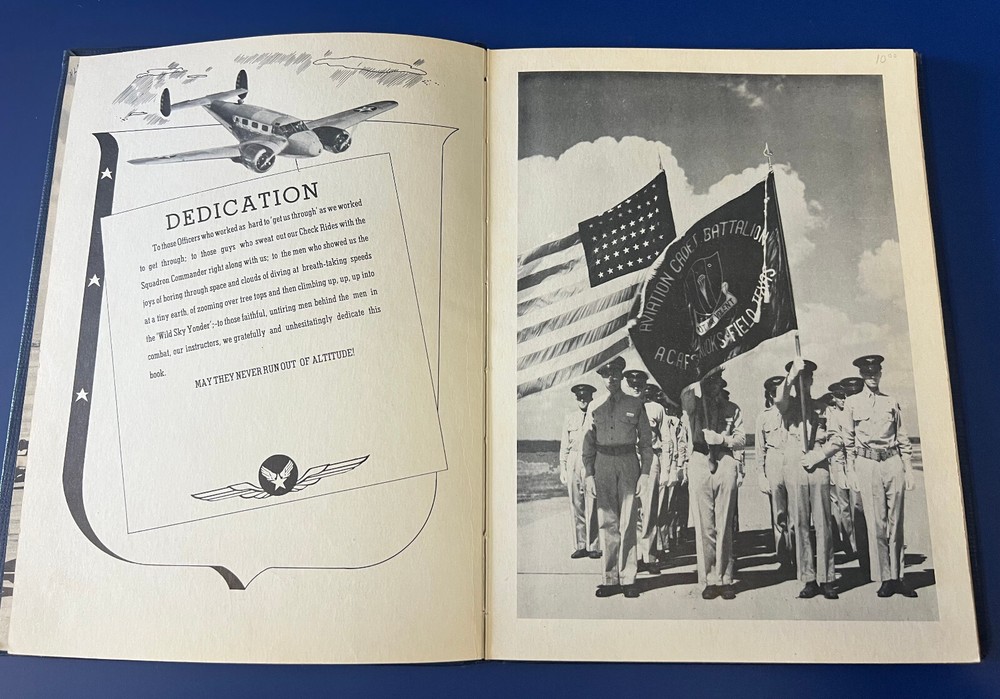 DEDICATION
To those Officers who worked as hard to 'get us through' as we worked
to get through; to those guys who sweat out our Check Rides with the
Squadron Commander right along with us; to the men who showed us the
joys of boring through space and clouds of diving at breath-taking speeds
at a tiny earth, of zooming over tree tops and then climbing up, up, up into
the 'Wild Sky Yonder';-to those faithful, untiring men behind the men in
combat, our instructors, we gratefully and unhesitatingly dedicate this
book.
MAY THEY NEVER RUN OUT OF ALTITUDE!
AVIATION CADET BATTALION
A.C.A.F.
FIELD TEXAS